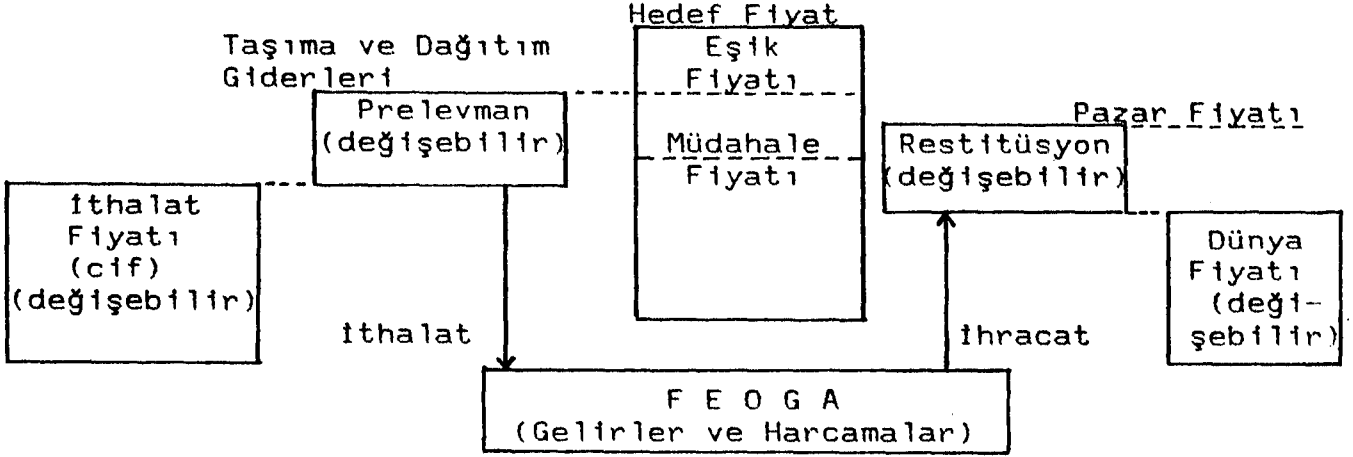 Hedef Fiyat
Taşıma ve Dağıtım
Giderleri
Eşik
Fiyatı
Prelevman
(değişebilir)
Müdahale
Fiyatı
Pazar Fiyatı
Restitüsyon
(değişebilir)
İthalat
Fiyatı
(cif)
(değişebilir)
Dünya
Fiyatı
(deği-
şebilir)
İthalat
İhracat
F E O G A
(Gelirler ve Harcamalar)